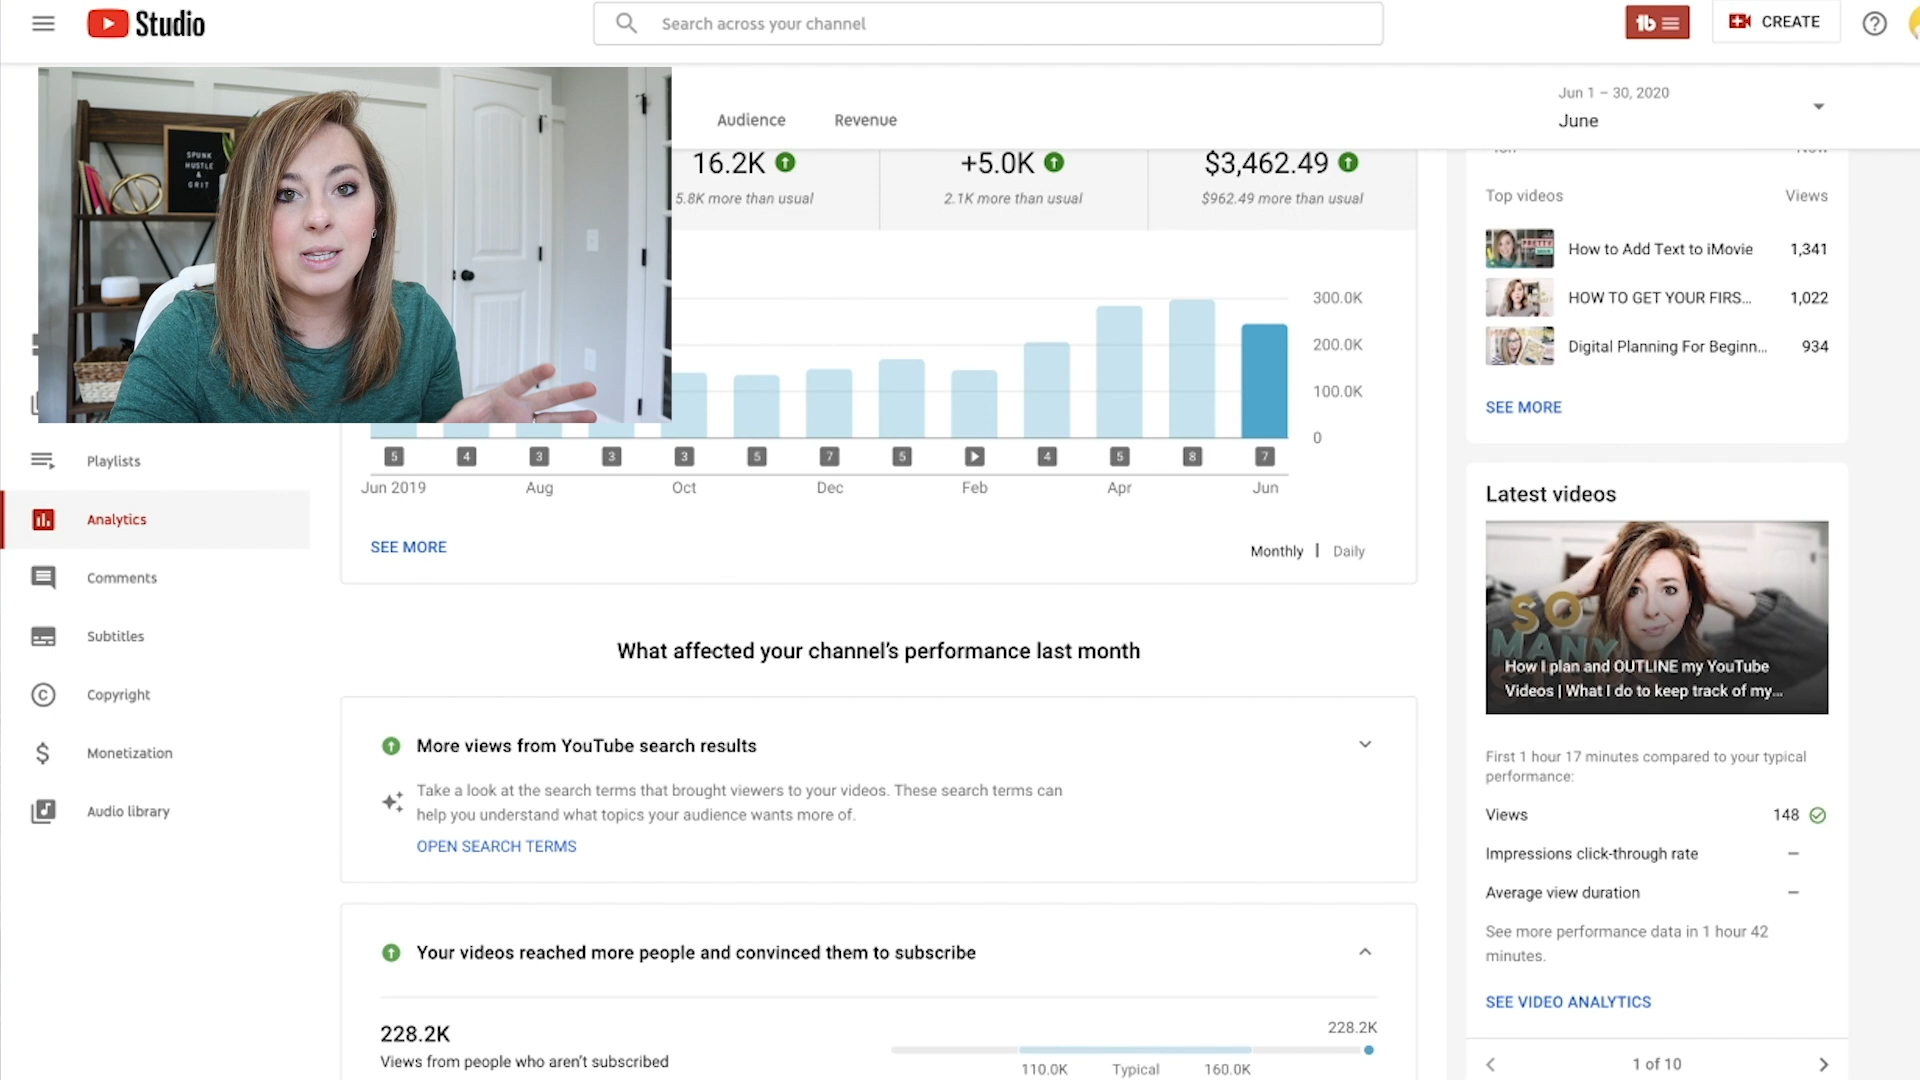 Studio
Search across your channel
CREATE
SPUNK
HUSTLE
&
GRIT
Audience
Revenue
Jun 1 – 30, 2020
June
16.2K
5.8K more than usual
+5.0K
2.1K more than usual
$3,462.49
$962.49 more than usual
300.0K
200.0K
100.0K
0
5 4 3 3 3 5 7 5 4 5 8 7
Jun 2019 Aug Oct Dec Feb Apr Jun
SEE MORE
Monthly | Daily
Top videos Views
How to Add Text to iMovie 1,341
HOW TO GET YOUR FIRS... 1,022
Digital Planning For Beginn... 934
SEE MORE
Playlists
Analytics
Comments
Subtitles
Copyright
Monetization
Audio library
What affected your channel's performance last month
More views from YouTube search results
Take a look at the search terms that brought viewers to your videos. These search terms can
help you understand what topics your audience wants more of.
OPEN SEARCH TERMS
Your videos reached more people and convinced them to subscribe
228.2K
Views from people who aren't subscribed
228.2K
110.0K Typical 160.0K
Latest videos
SO
MANY
How I plan and OUTLINE my YouTube
Videos | What I do to keep track of my...
First 1 hour 17 minutes compared to your typical
performance:
Views 148
Impressions click-through rate –
Average view duration –
See more performance data in 1 hour 42
minutes.
SEE VIDEO ANALYTICS
1 of 10